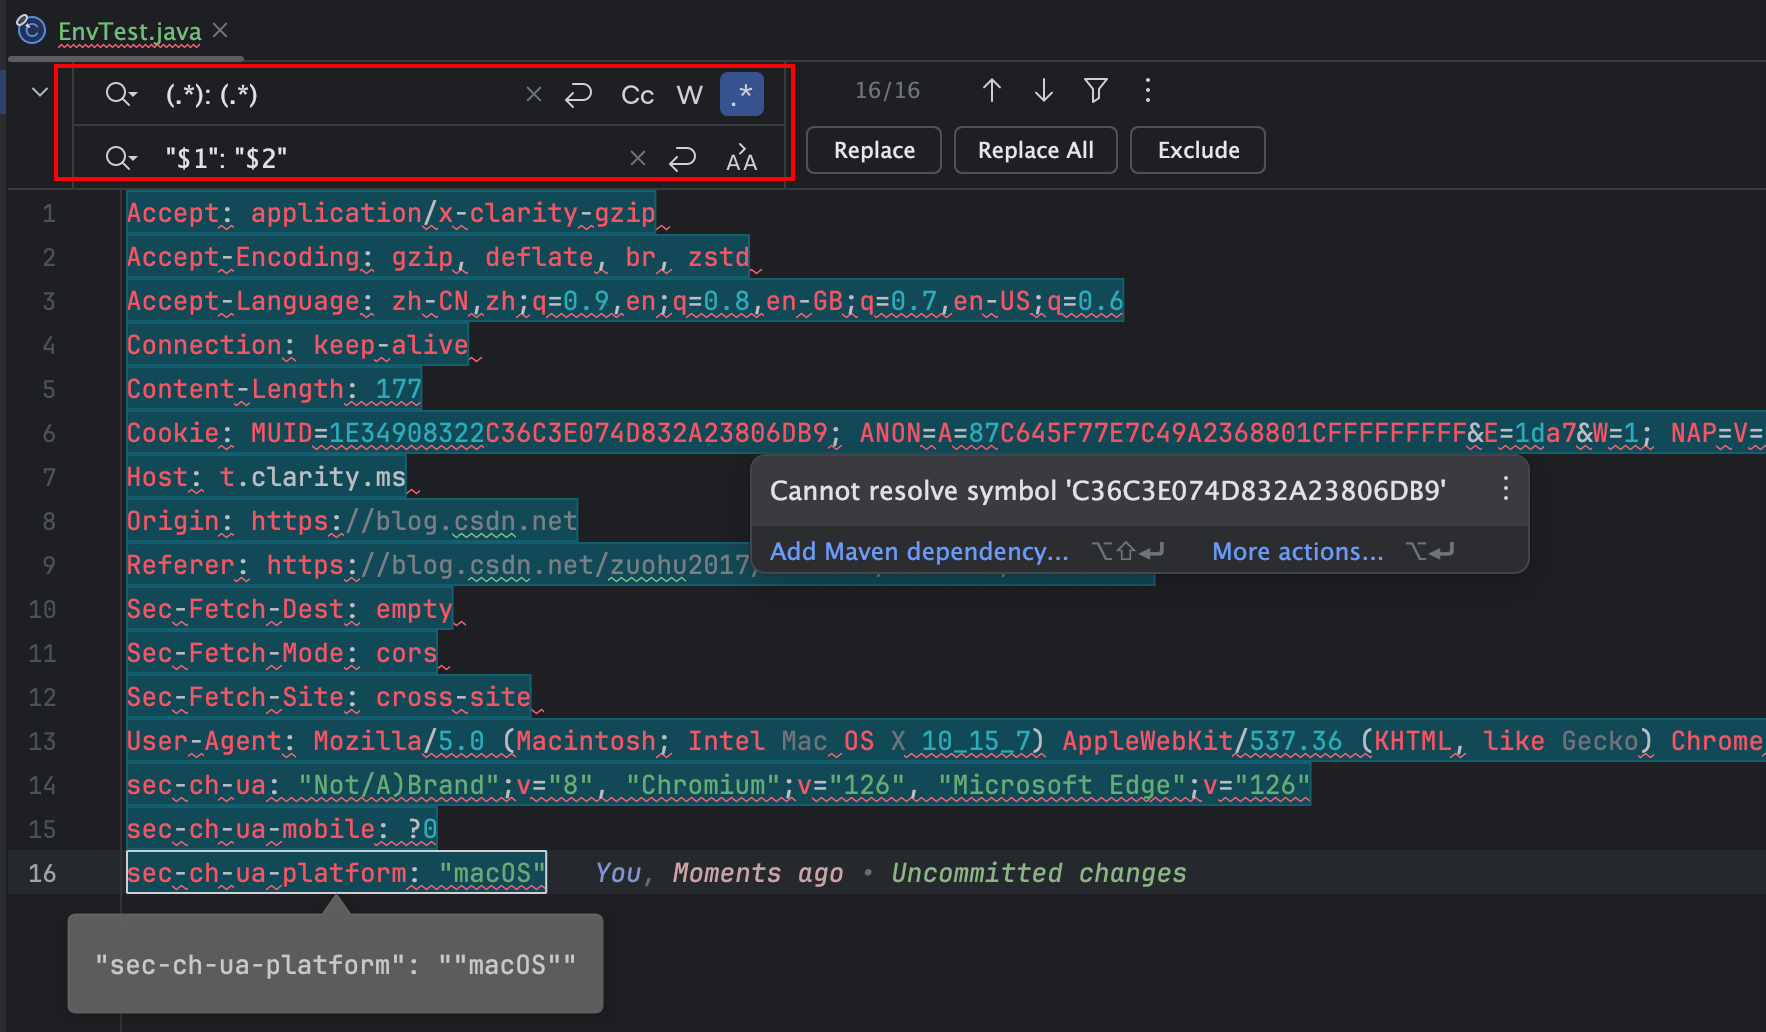 EnvTest.java
(.*): (.*)
Cc W .*
16/16
"$1": "$2"
Replace Replace All Exclude
1 Accept: application/x-clarity-gzip
2 Accept-Encoding: gzip, deflate, br, zstd
3 Accept-Language: zh-CN,zh;q=0.9,en;q=0.8,en-GB;q=0.7,en-US;q=0.6
4 Connection: keep-alive
5 Content-Length: 177
6 Cookie: MUID=1E34908322C36C3E074D832A23806DB9; ANON=A=87C645F77E7C49A2368801CFFFFFFFFF&E=1da7&W=1; NAP=V=
7 Host: t.clarity.ms
Cannot resolve symbol 'C36C3E074D832A23806DB9'
8 Origin: https://blog.csdn.net
Add Maven dependency... ⌥⇧↵ More actions... ⌥↵
9 Referer: https://blog.csdn.net/zuohu2017/
10 Sec-Fetch-Dest: empty
11 Sec-Fetch-Mode: cors
12 Sec-Fetch-Site: cross-site
13 User-Agent: Mozilla/5.0 (Macintosh; Intel Mac OS X 10_15_7) AppleWebKit/537.36 (KHTML, like Gecko) Chrome
14 sec-ch-ua: "Not/A)Brand";v="8", "Chromium";v="126", "Microsoft Edge";v="126"
15 sec-ch-ua-mobile: ?0
16 sec-ch-ua-platform: "macOS" You, Moments ago • Uncommitted changes
"sec-ch-ua-platform": ""macOS""